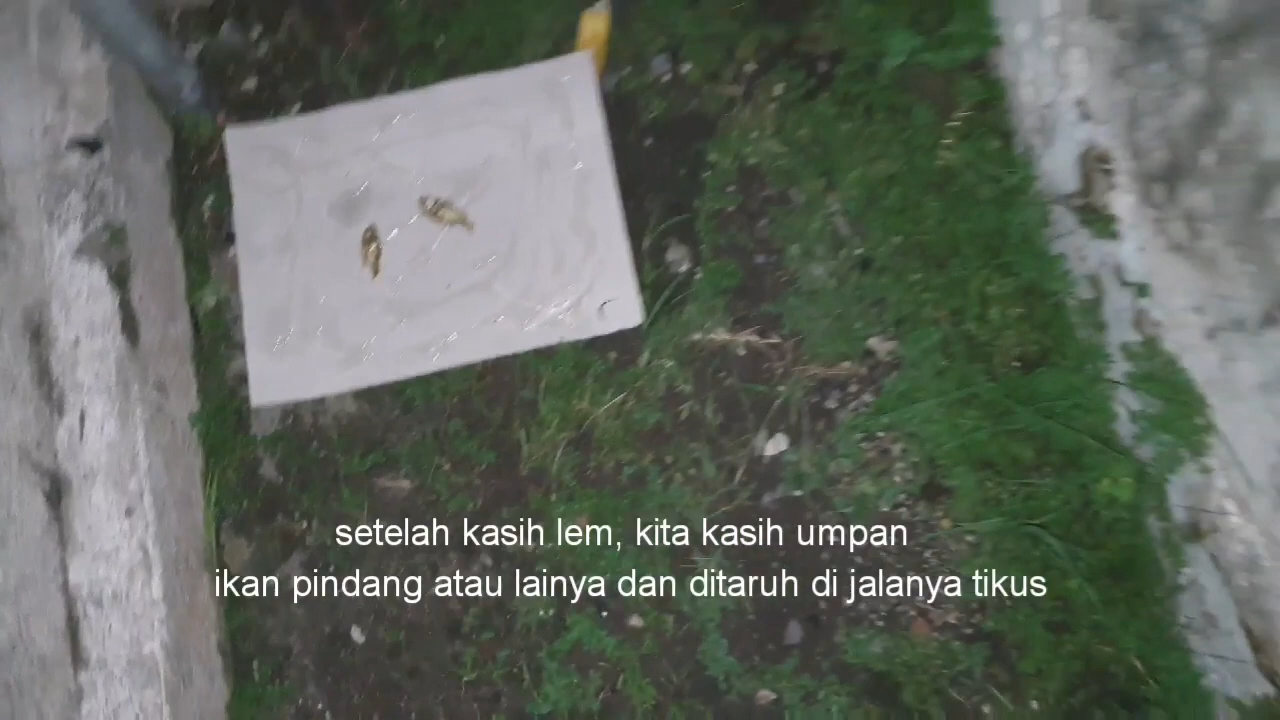 setelah kasih lem, kita kasih umpan
ikan pindang atau lainya dan ditaruh di jalanya tikus